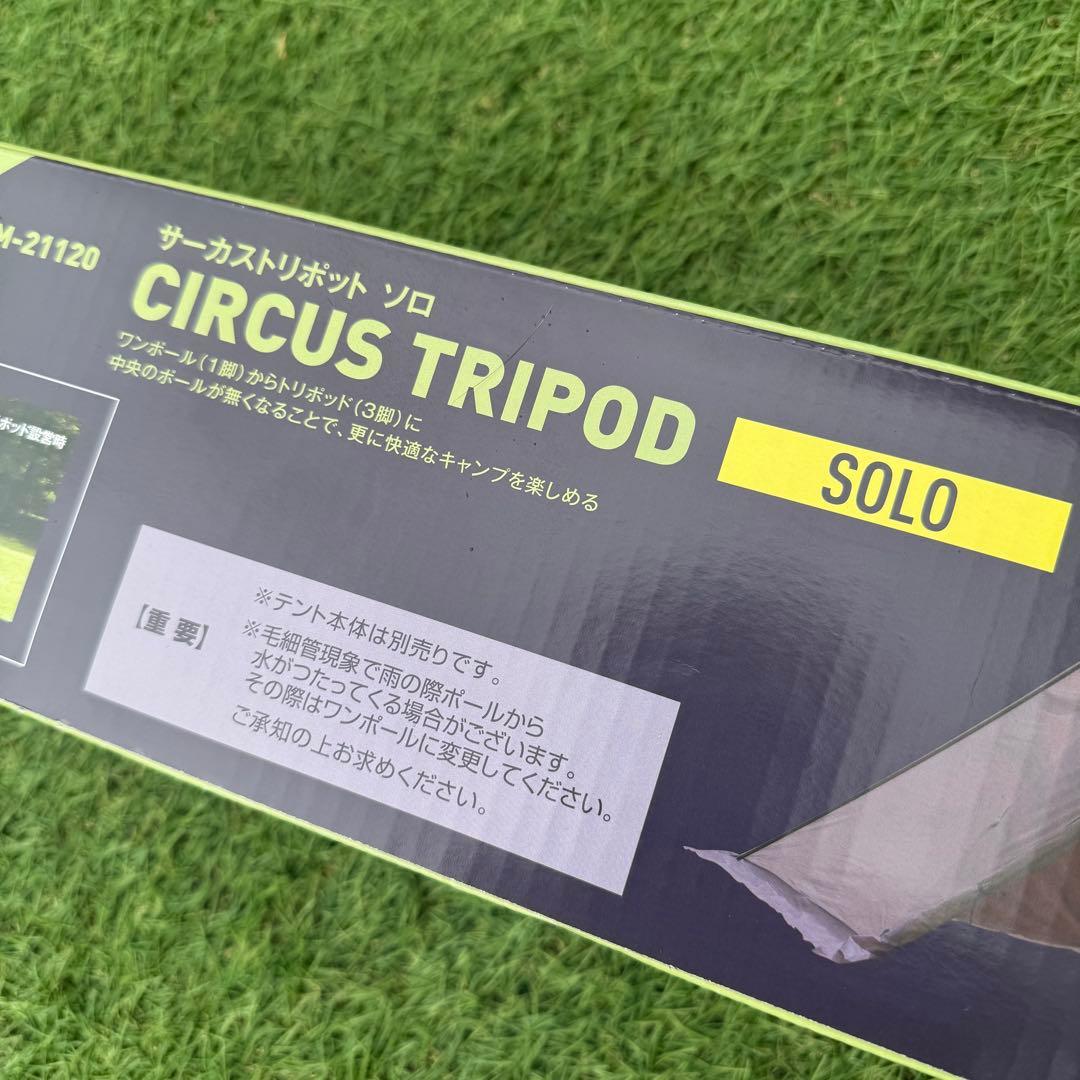 M-21120
サーカストリポット ソロ
CIRCUS TRIPOD
SOLO
ワンポール(1脚)からトリポッド(3脚)に
中央のポールが無くなることで、更に快適なキャンプを楽しめる
ポット設営時
【重要】
※テント本体は別売りです。
※毛細管現象で雨の際ポールから
水がつたってくる場合がございます。
その際はワンポールに変更してください。
ご承知の上お求めください。